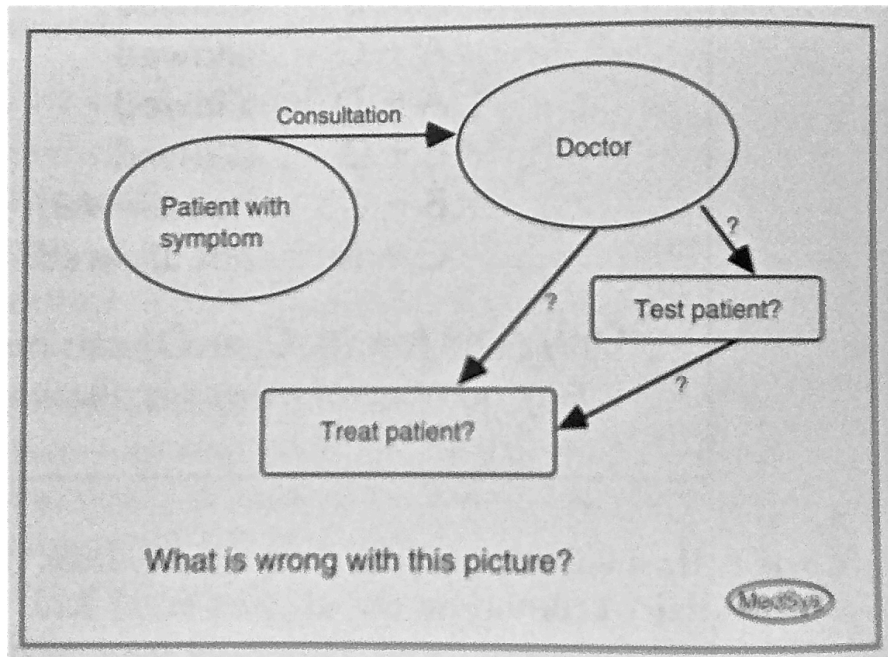 Consultation
Doctor
Patient with
symptom
?
?
Test patient?
?
Treat patient?
What is wrong with this picture?
MedSys